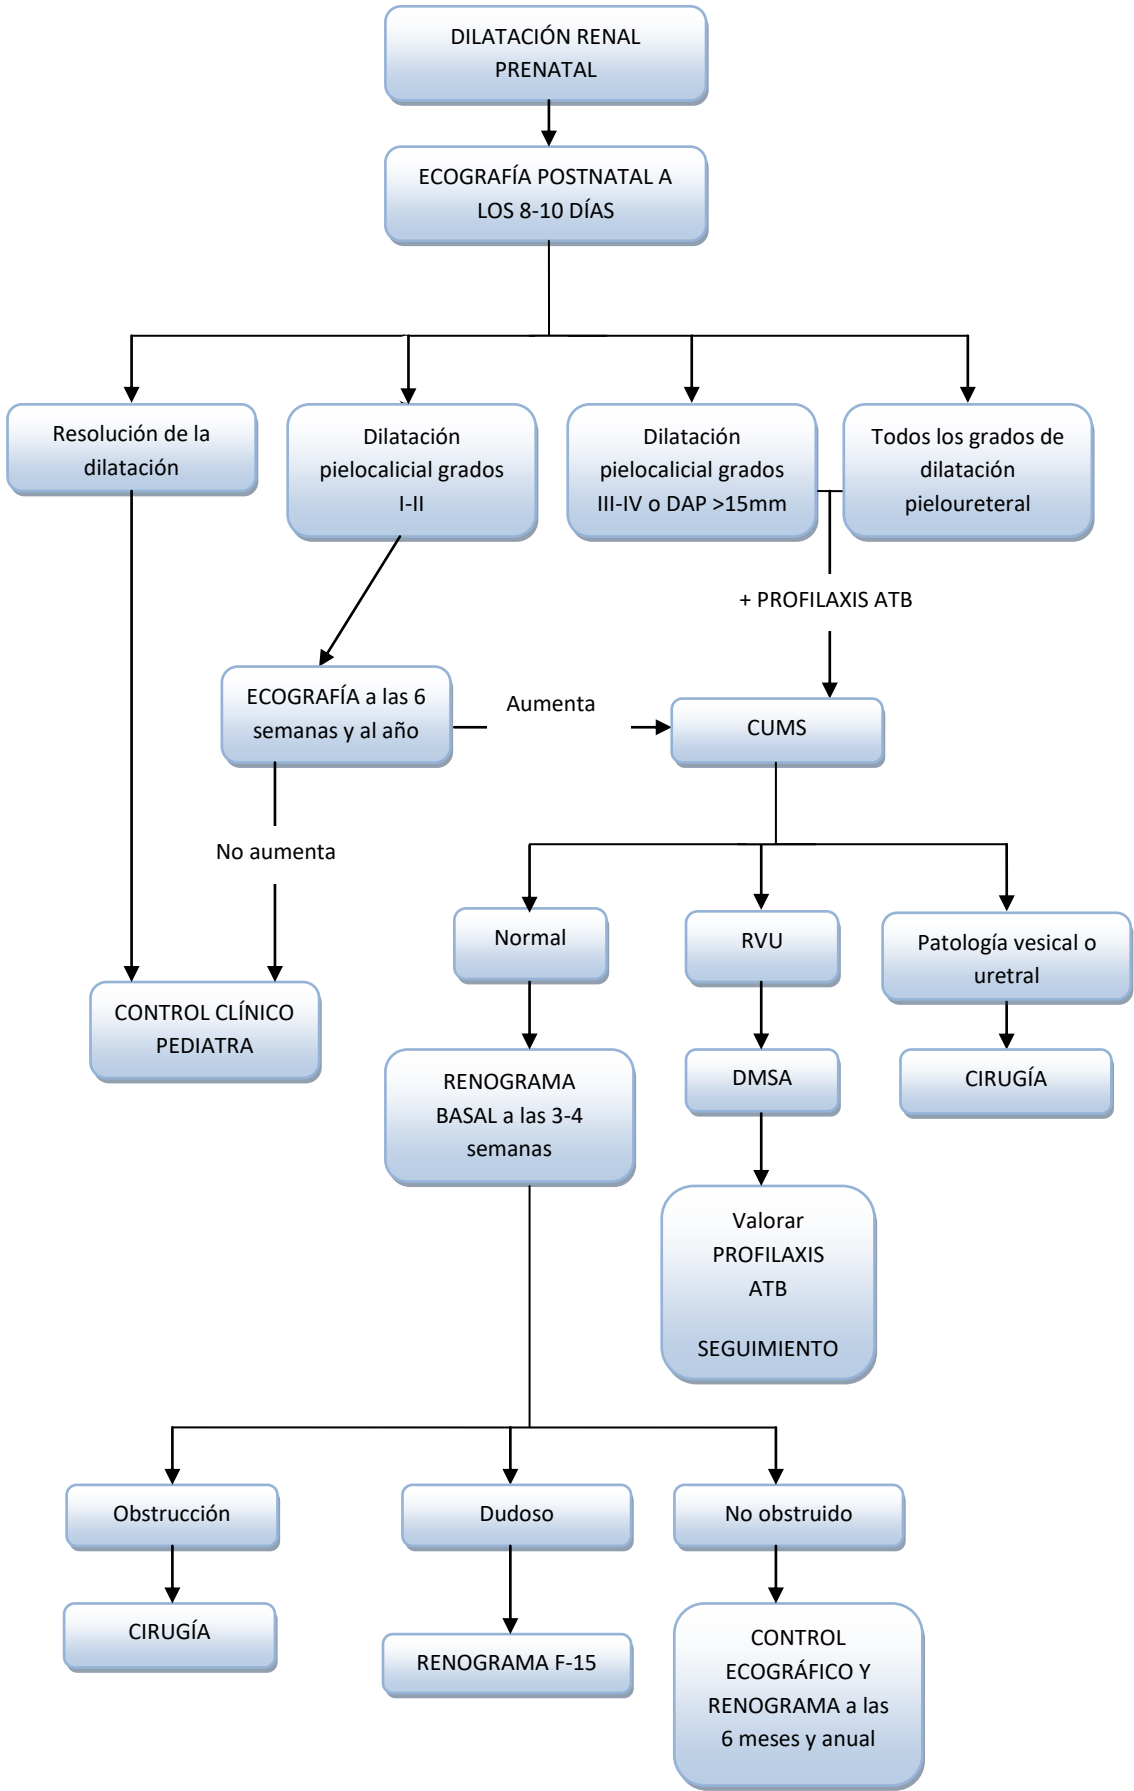 DILATACIÓN RENAL
PRENATAL
ECOGRAFÍA POSTNATAL A
LOS 8-10 DÍAS
Resolución de la
dilatación
Dilatación
pielocalicial grados
I-II
Dilatación
pielocalicial grados
III-IV o DAP >15mm
Todos los grados de
dilatación
pieloureteral
+ PROFILAXIS ATB
ECOGRAFÍA a las 6
semanas y al año
Aumenta
CUMS
No aumenta
Normal
RVU
Patología vesical o
uretral
CONTROL CLÍNICO
PEDIATRA
RENOGRAMA
BASAL a las 3-4
semanas
DMSA
CIRUGÍA
Valorar
PROFILAXIS
ATB
SEGUIMIENTO
Obstrucción
Dudoso
No obstruido
CIRUGÍA
RENOGRAMA F-15
CONTROL
ECOGRÁFICO Y
RENOGRAMA a las
6 meses y anual